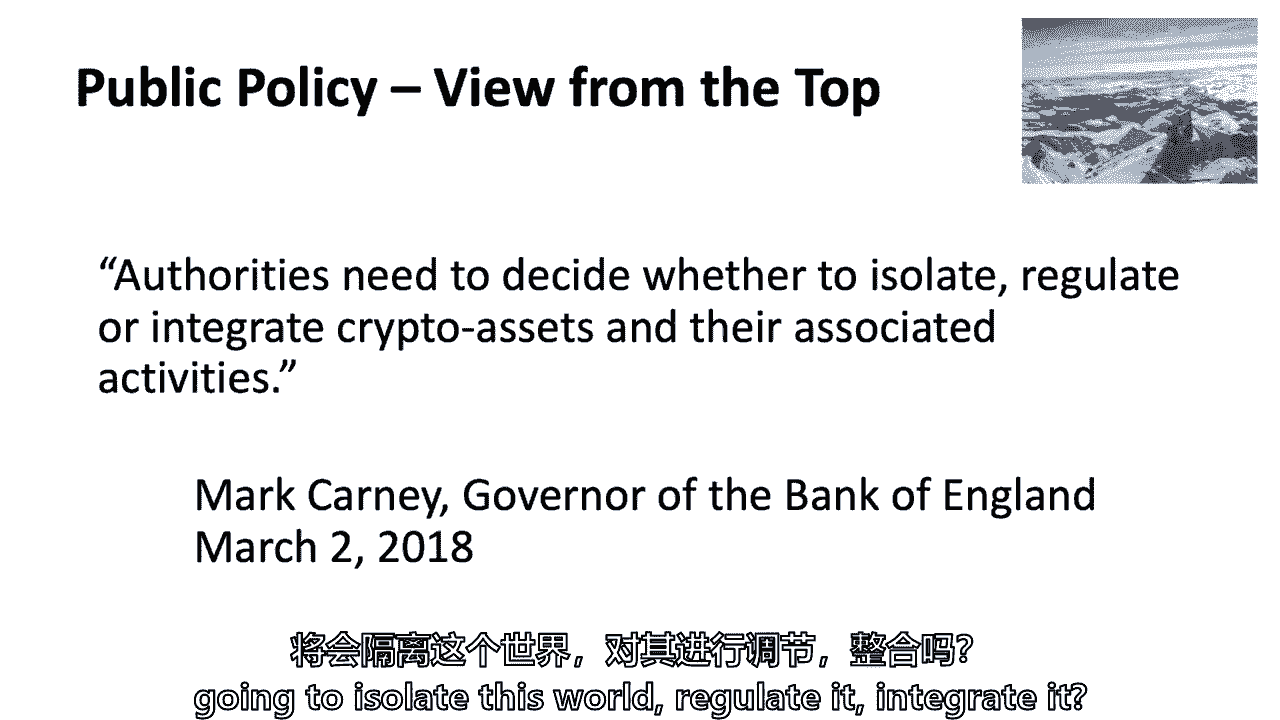 Public Policy – View from the Top
“Authorities need to decide whether to isolate, regulate
or integrate crypto-assets and their associated
activities.”
Mark Carney, Governor of the Bank of England
March 2, 2018
将会隔离这个世界，对其进行调节，整合吗？
going to isolate this world, regulate it, integrate it?